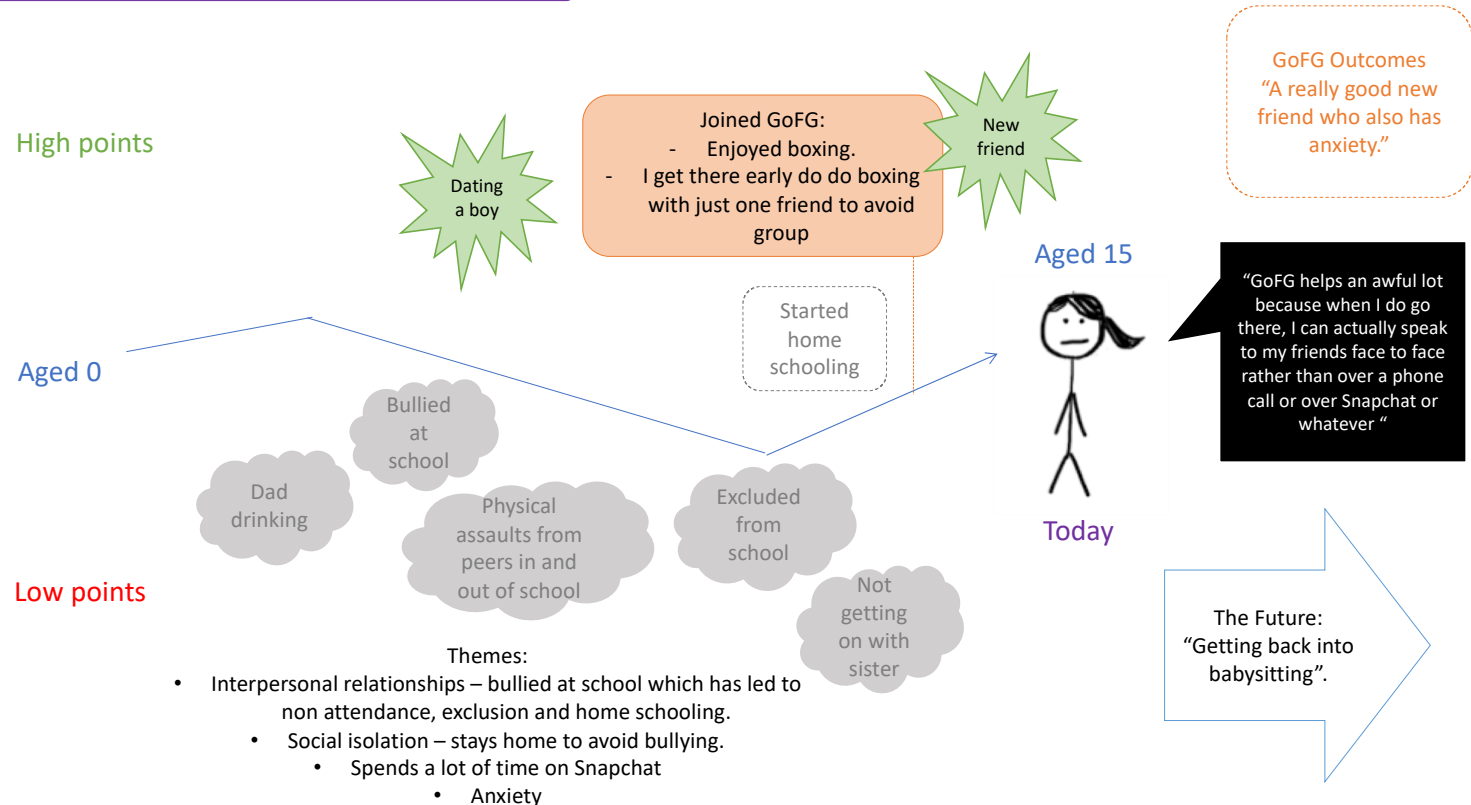 High points
Dating
a boy
Joined GoFG:
- Enjoyed boxing.
- I get there early do do boxing
with just one friend to avoid
group
New
friend
GoFG Outcomes
“A really good new
friend who also has
anxiety.”
Aged 15
“GoFG helps an awful lot
because when I do go
there, I can actually speak
to my friends face to face
rather than over a phone
call or over Snapchat or
whatever “
Started
home
schooling
Aged 0
Bullied
at
school
Dad
drinking
Physical
assaults from
peers in and
out of school
Excluded
from
school
Not
getting
on with
sister
Today
Low points
The Future:
“Getting back into
babysitting”.
Themes:
• Interpersonal relationships – bullied at school which has led to
non attendance, exclusion and home schooling.
• Social isolation – stays home to avoid bullying.
• Spends a lot of time on Snapchat
• Anxiety